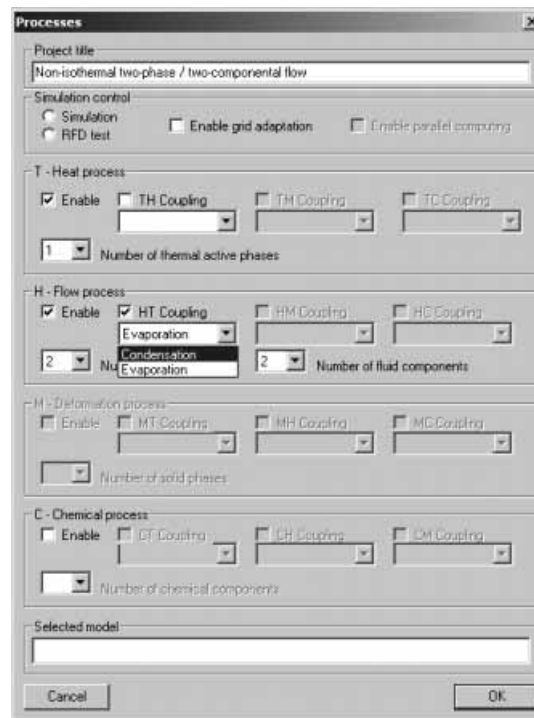 Processes
Project title
Non-isothermal two-phase / two-componental flow
Simulation control
Simulation
RFD test
Enable grid adaptation
Enable parallel computing
T - Heat process
Enable
TH Coupling
TM Coupling
TC Coupling
1
Number of thermal active phases
H - Flow process
Enable
HT Coupling
HM Coupling
HC Coupling
Evaporation
Condensation
Evaporation
2
Nu
2
Number of fluid components
M - Deformation process
Enable
MT Coupling
MH Coupling
MC Coupling
Number of solid phases
C - Chemical process
Enable
CT Coupling
CH Coupling
CM Coupling
Number of chemical components
Selected model
Cancel
OK